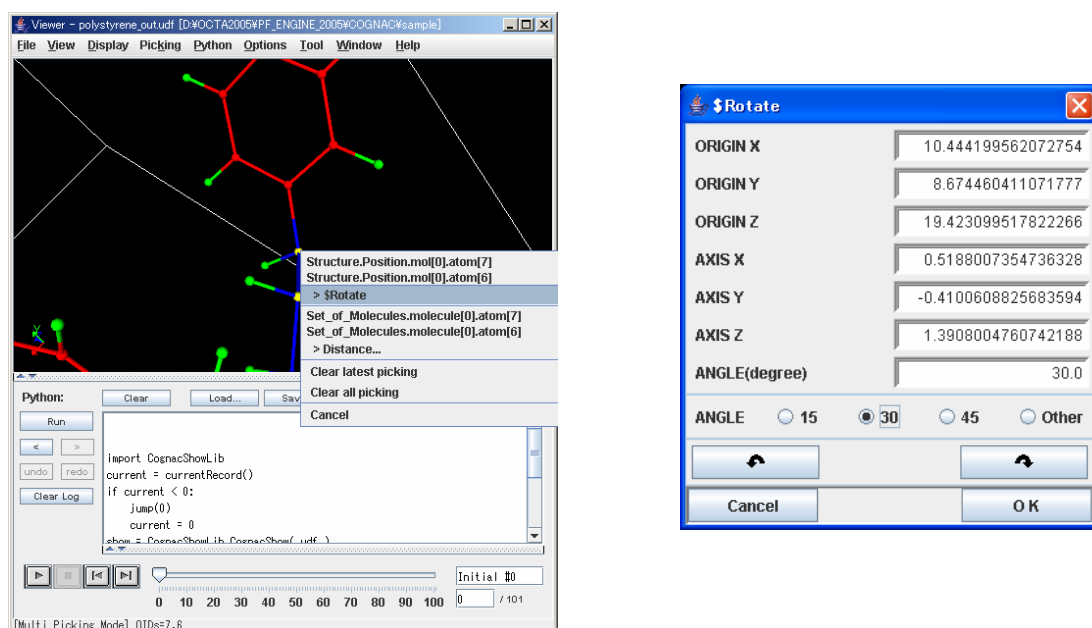 Viewer - polystyrene_out.udf [D:¥OCTA2005¥PF_ENGINE_2005¥COGNAC¥sample]
File View Display Picking Python Options Tool Window Help
Structure.Position.mol[0].atom[7]
Structure.Position.mol[0].atom[6]
> $Rotate
Set_of_Molecules.molecule[0].atom[7]
Set_of_Molecules.molecule[0].atom[6]
> Distance...
Clear latest picking
Clear all picking
Cancel
Python:
Clear
Load...
Sav
Run
<
>
undo
redo
Clear Log
import CognacShowLib
current = currentRecord()
if current < 0:
jump(0)
current = 0
show = CognacShowLib.CognacShow(_udf_)
0 10 20 30 40 50 60 70 80 90 100
Initial #0
0 / 101
[Multi Picking Mode] OIDs=7,6
$Rotate
ORIGIN X 10.444199562072754
ORIGIN Y 8.674460411071777
ORIGIN Z 19.423099517822266
AXIS X 0.5188007354736328
AXIS Y -0.4100608825683594
AXIS Z 1.3908004760742188
ANGLE(degree) 30.0
ANGLE 15 30 45 Other
Cancel
OK